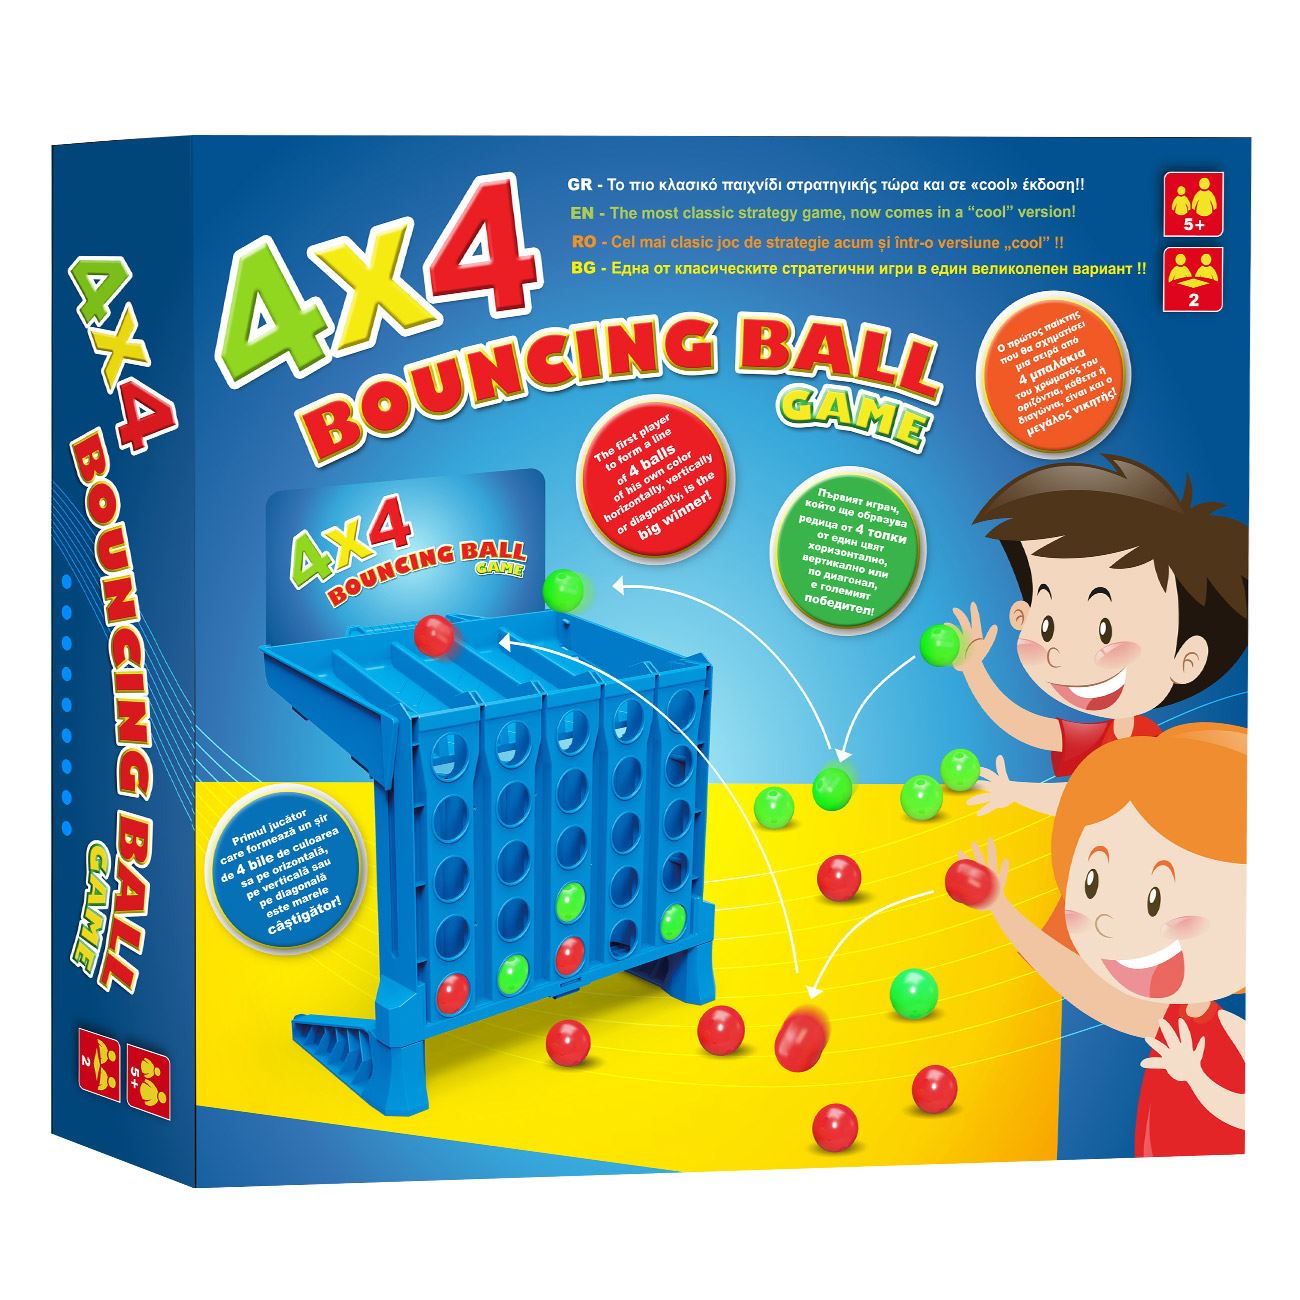 4x4
BOUNCING BALL
GAME
GR - Το πιο κλασικό παιχνίδι στρατηγικής τώρα και σε «cool» έκδοση!!
EN - The most classic strategy game, now comes in a “cool” version!
RO - Cel mai clasic joc de strategie acum și într-o versiune „cool” !!
BG - Една от класическите стратегични игри в един великолепен вариант !!
5+
2
Ο πρώτος παίκτης
που θα σχηματίσει
μια σειρά από
4 μπαλάκια
του χρώματός του
οριζόντια, κάθετα ή
διαγώνια, είναι και ο
μεγάλος νικητής!
The first player
to form a line
of 4 balls
of his own color
horizontally, vertically
or diagonally, is the
big winner!
Първият играч,
който ще образува
редица от 4 топки
от един цвят
хоризонтално,
вертикално или
по диагонал,
е големият
победител!
4x4
BOUNCING BALL
GAME
Primul jucător
care formează un șir
de 4 bile de culoarea
sa pe orizontală,
pe verticală sau
pe diagonală
este marele
câștigător!
4x4
BOUNCING BALL
GAME
2
5+